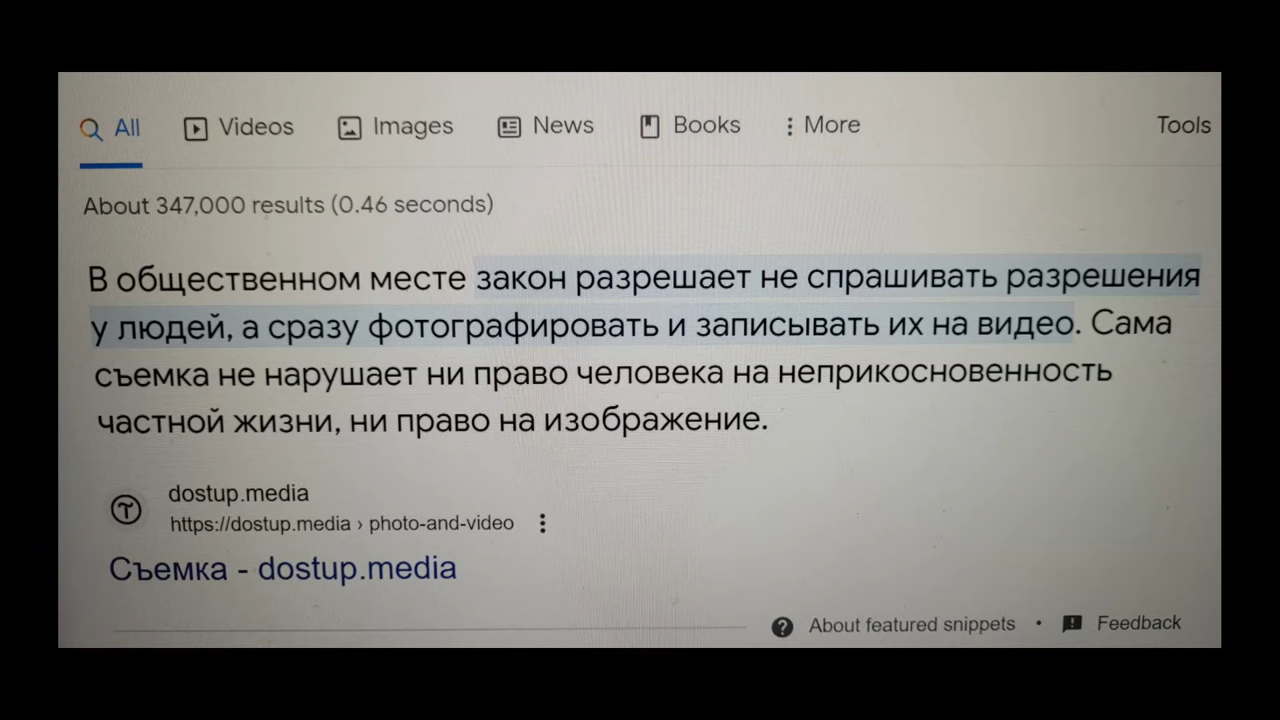 All Videos Images News Books More Tools
About 347,000 results (0.46 seconds)
В общественном месте закон разрешает не спрашивать разрешения
у людей, а сразу фотографировать и записывать их на видео. Сама
съемка не нарушает ни право человека на неприкосновенность
частной жизни, ни право на изображение.
dostup.media
https://dostup.media › photo-and-video
Съемка - dostup.media
About featured snippets • Feedback